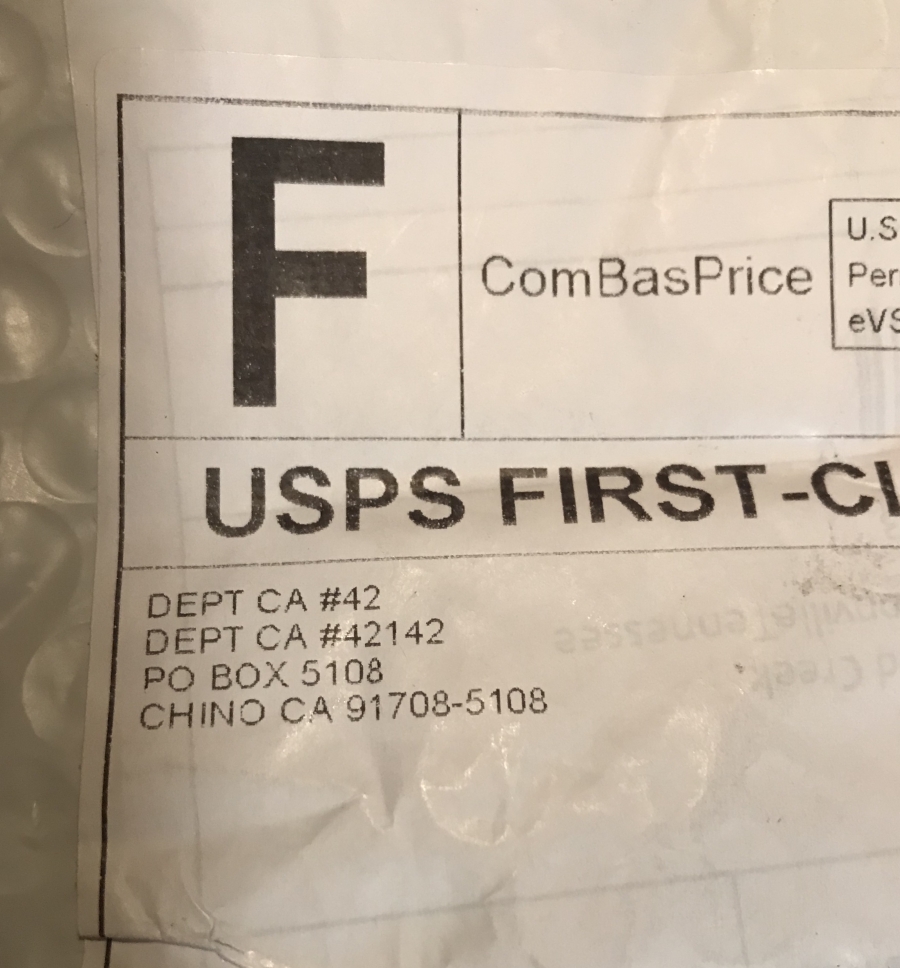 F
ComBasPrice
U.S
Per
eVS
USPS FIRST-CL
DEPT CA #42
DEPT CA #42142
PO BOX 5108
CHINO CA 91708-5108